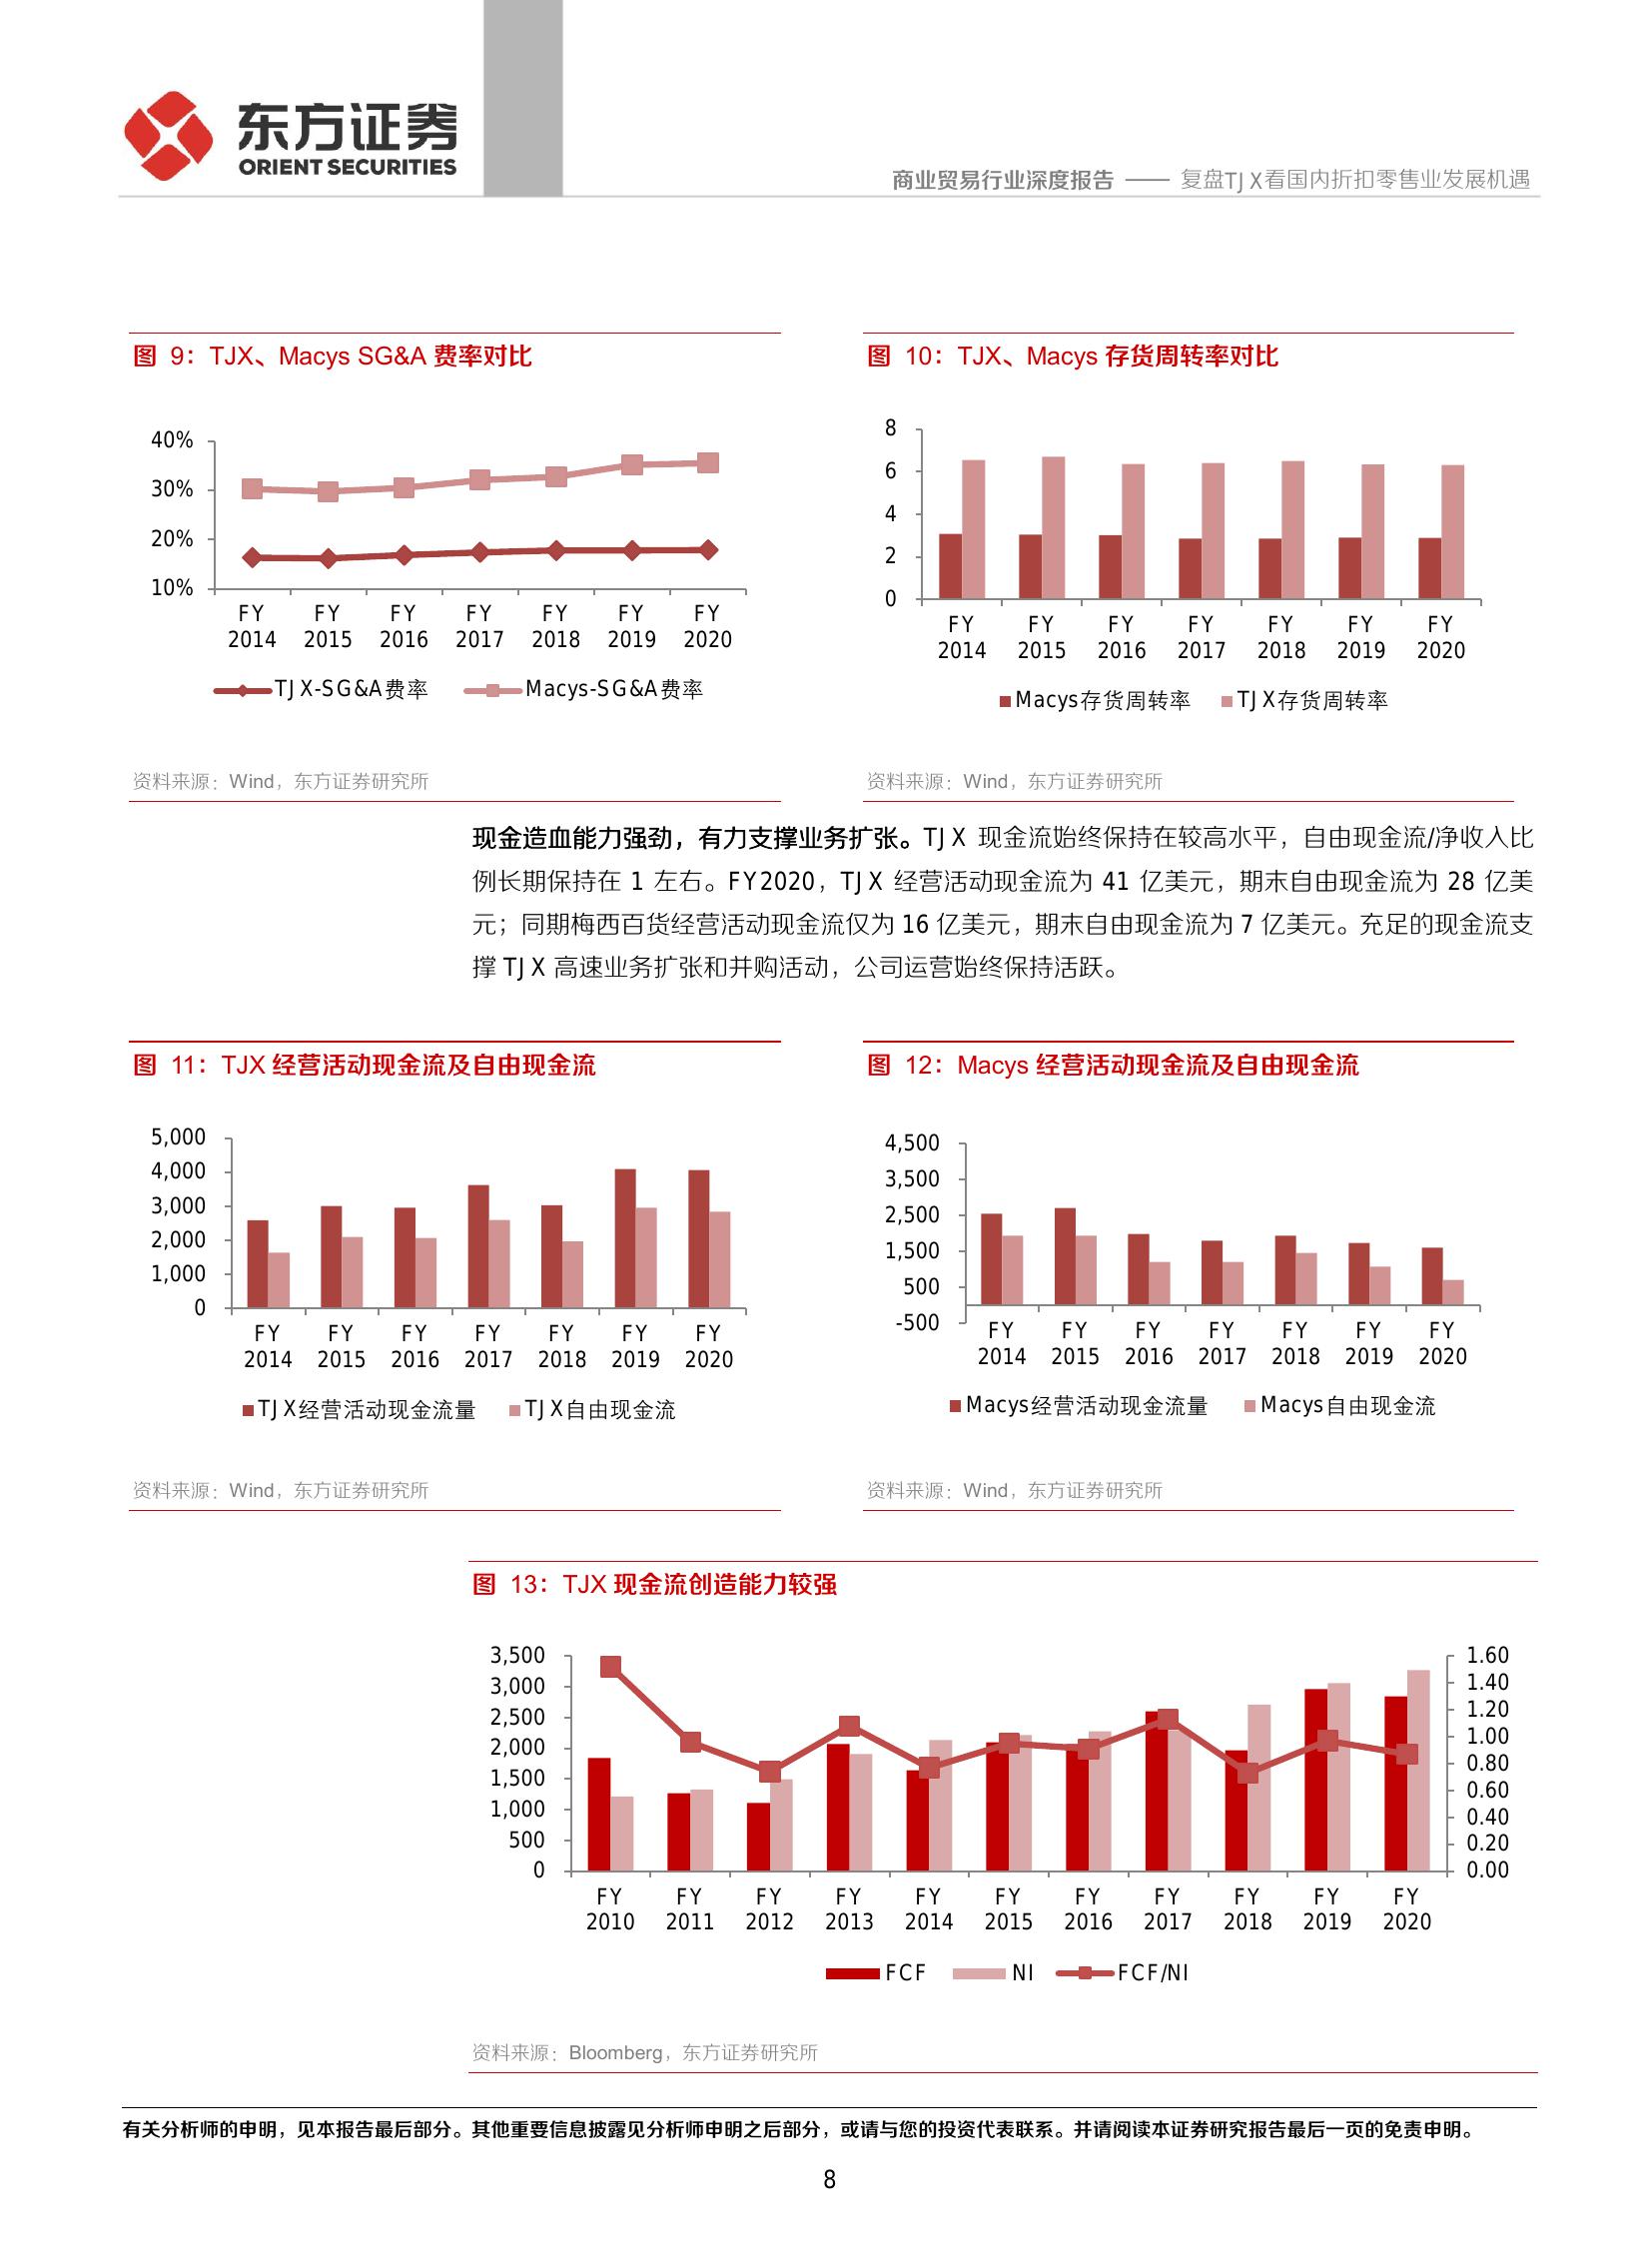 东方证券
ORIENT SECURITIES
商业贸易行业深度报告 —— 复盘TJX看国内折扣零售业发展机遇
图 9：TJX、Macys SG&A 费率对比
40%
30%
20%
10%
FY 2014 FY 2015 FY 2016 FY 2017 FY 2018 FY 2019 FY 2020
TJX-SG&A费率 Macys-SG&A费率
资料来源：Wind，东方证券研究所
图 10：TJX、Macys 存货周转率对比
8
6
4
2
0
FY 2014 FY 2015 FY 2016 FY 2017 FY 2018 FY 2019 FY 2020
Macys存货周转率 TJX存货周转率
资料来源：Wind，东方证券研究所
现金造血能力强劲，有力支撑业务扩张。TJX 现金流始终保持在较高水平，自由现金流/净收入比
例长期保持在 1 左右。FY2020，TJX 经营活动现金流为 41 亿美元，期末自由现金流为 28 亿美
元；同期梅西百货经营活动现金流仅为 16 亿美元，期末自由现金流为 7 亿美元。充足的现金流支
撑 TJX 高速业务扩张和并购活动，公司运营始终保持活跃。
图 11：TJX 经营活动现金流及自由现金流
5,000
4,000
3,000
2,000
1,000
0
FY 2014 FY 2015 FY 2016 FY 2017 FY 2018 FY 2019 FY 2020
TJX经营活动现金流量 TJX自由现金流
资料来源：Wind，东方证券研究所
图 12：Macys 经营活动现金流及自由现金流
4,500
3,500
2,500
1,500
500
-500
FY 2014 FY 2015 FY 2016 FY 2017 FY 2018 FY 2019 FY 2020
Macys经营活动现金流量 Macys自由现金流
资料来源：Wind，东方证券研究所
图 13：TJX 现金流创造能力较强
3,500
3,000
2,500
2,000
1,500
1,000
500
0
1.60
1.40
1.20
1.00
0.80
0.60
0.40
0.20
0.00
FY 2010 FY 2011 FY 2012 FY 2013 FY 2014 FY 2015 FY 2016 FY 2017 FY 2018 FY 2019 FY 2020
FCF NI FCF/NI
资料来源：Bloomberg，东方证券研究所
有关分析师的申明，见本报告最后部分。其他重要信息披露见分析师申明之后部分，或请与您的投资代表联系。并请阅读本证券研究报告最后一页的免责申明。
8